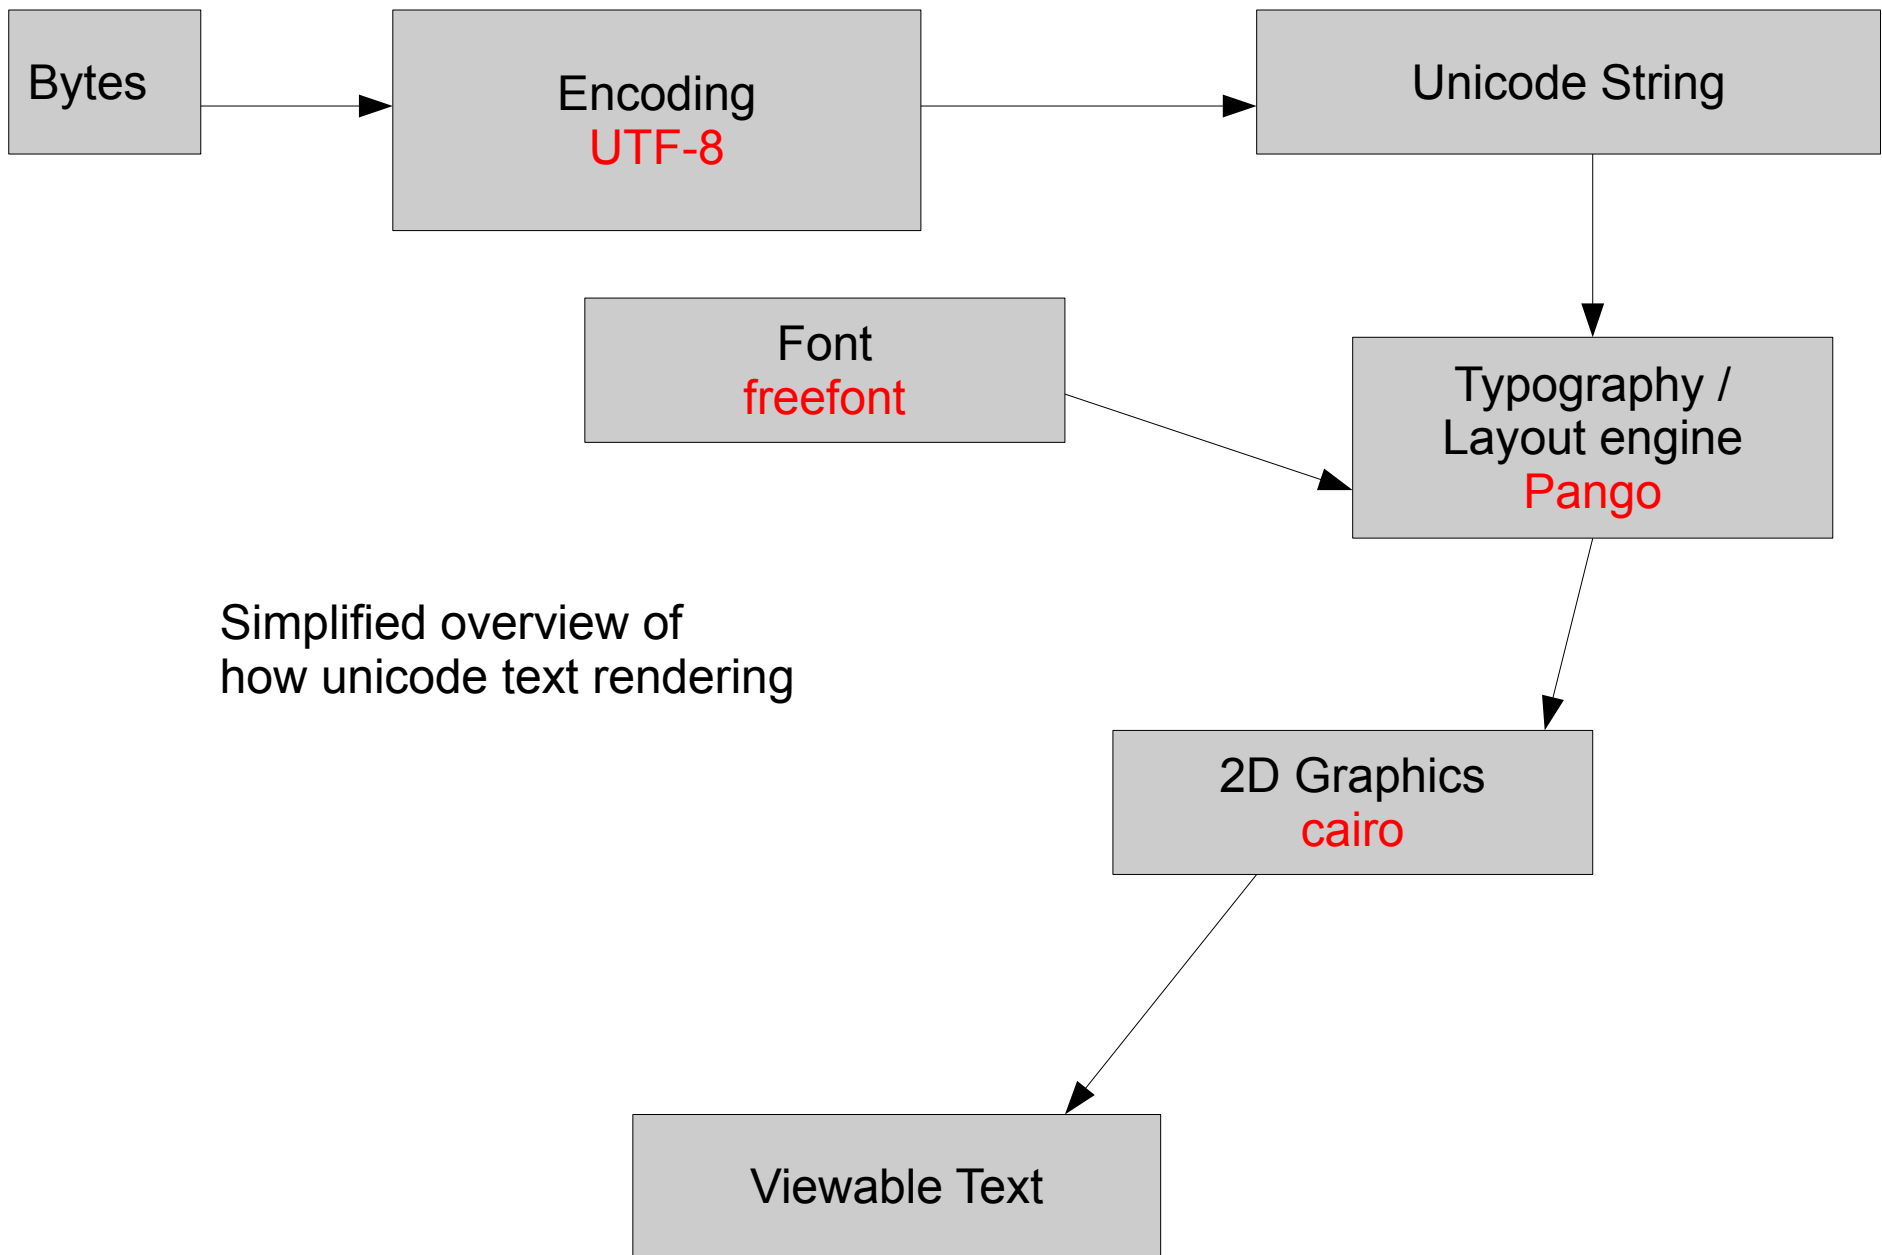 Bytes
Encoding
UTF-8
Unicode String
Font
freefont
Typography /
Layout engine
Pango
Simplified overview of
how unicode text rendering
2D Graphics
cairo
Viewable Text